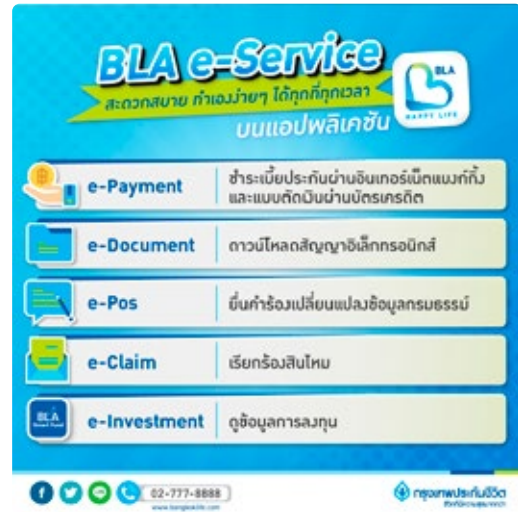 BLA e-Service
สะดวกสบาย ทำเองง่ายๆ ได้ทุกที่ทุกเวลา
บนแอปพลิเคชัน
BLA
HAPPY LIFE
e-Payment
ชำระเบี้ยประกันผ่านอินเทอร์เน็ตแบงก์กิ้ง
และแบบตัดเงินผ่านบัตรเครดิต
e-Document
ดาวน์โหลดสัญญาอิเล็กทรอนิกส์
e-Pos
ยื่นคำร้องเปลี่ยนแปลงข้อมูลกรมธรรม์
e-Claim
เรียกร้องสินไหม
BLA
Smart Fund
e-Investment
ดูข้อมูลการลงทุน
02-777-8888
www.bangkoklife.com
กรุงเทพประกันชีวิต